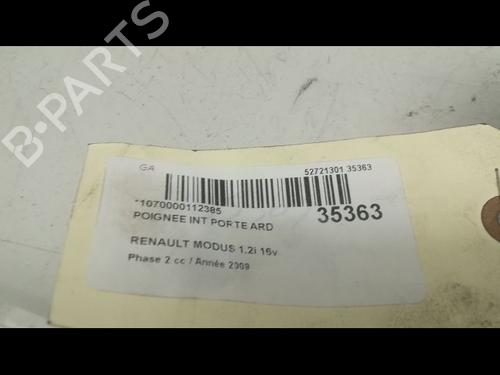 B-PARTS
GA
52721301 35363
*1070000112385
35363
POIGNEE INT PORTE ARD
RENAULT MODUS 1.2i 16v
Phase 2 cc / Année 2009